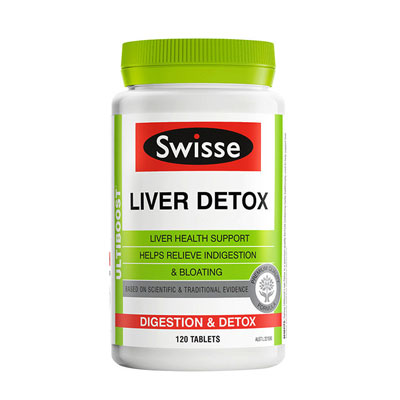 Swisse
LIVER DETOX
ULTIBOOST
LIVER HEALTH SUPPORT
HELPS RELIEVE INDIGESTION
& BLOATING
BASED ON SCIENTIFIC & TRADITIONAL EVIDENCE
DIGESTION & DETOX
120 TABLETS